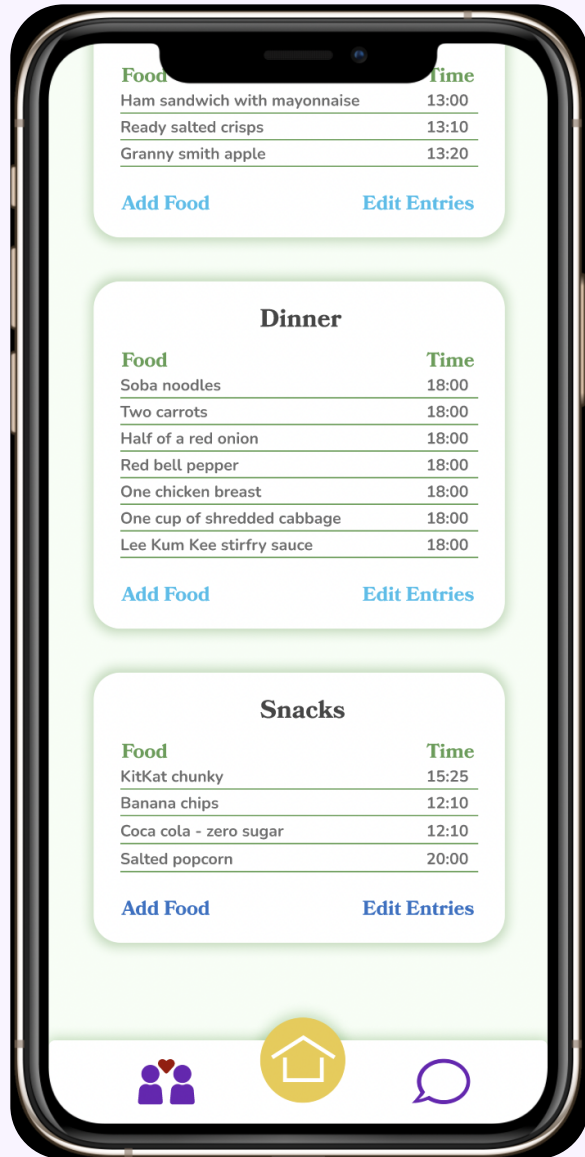 Food Time
Ham sandwich with mayonnaise 13:00
Ready salted crisps 13:10
Granny smith apple 13:20
Add Food Edit Entries
Dinner
Food Time
Soba noodles 18:00
Two carrots 18:00
Half of a red onion 18:00
Red bell pepper 18:00
One chicken breast 18:00
One cup of shredded cabbage 18:00
Lee Kum Kee stirfry sauce 18:00
Add Food Edit Entries
Snacks
Food Time
KitKat chunky 15:25
Banana chips 12:10
Coca cola - zero sugar 12:10
Salted popcorn 20:00
Add Food Edit Entries